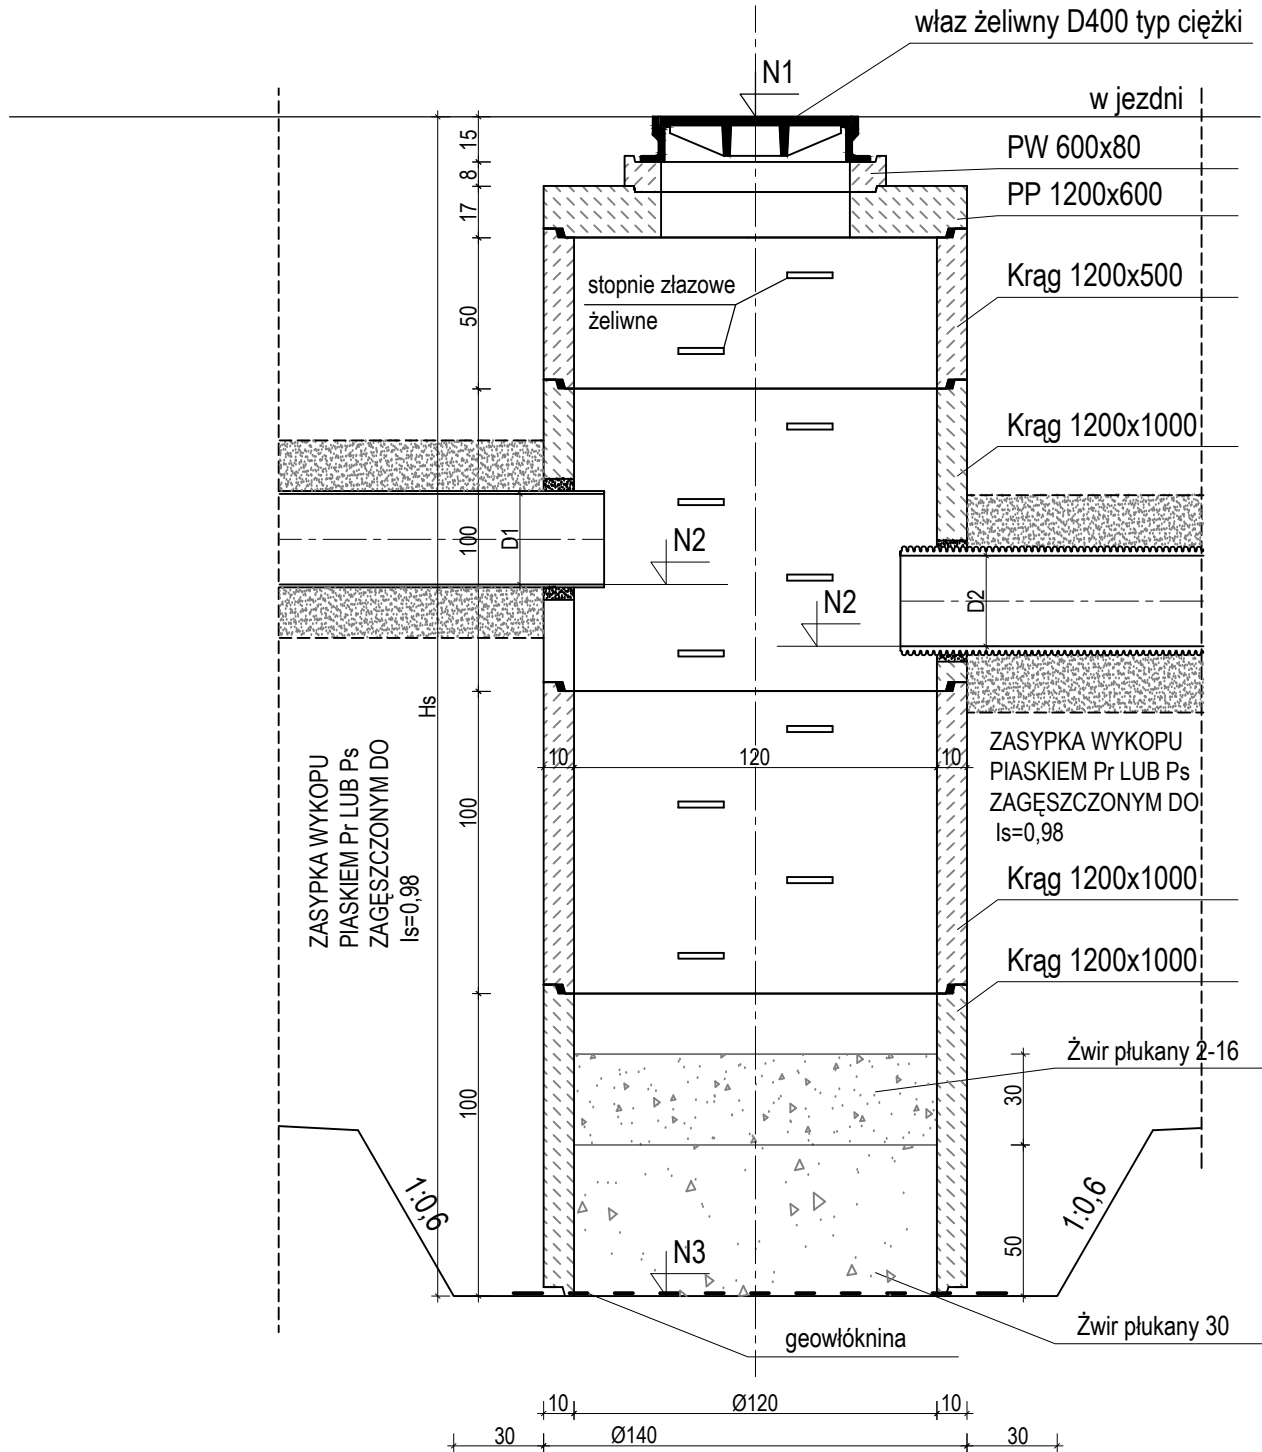 właz żeliwny D400 typ ciężki
N1
w jezdni
15
PW 600x80
8
PP 1200x600
17
Krąg 1200x500
stopnie złazowe
żeliwne
50
Krąg 1200x1000
100
D1
N2
D2
N2
Hs
10
120
10
ZASYPKA WYKOPU
PIASKIEM Pr LUB Ps
ZAGĘSZCZONYM DO
Is=0,98
ZASYPKA WYKOPU
PIASKIEM Pr LUB Ps
ZAGĘSZCZONYM DO
Is=0,98
100
Krąg 1200x1000
Krąg 1200x1000
Żwir płukany 2-16
30
100
1:0,6
1:0,6
50
N3
Żwir płukany 30
geowłóknina
10
Ø120
10
30
Ø140
30